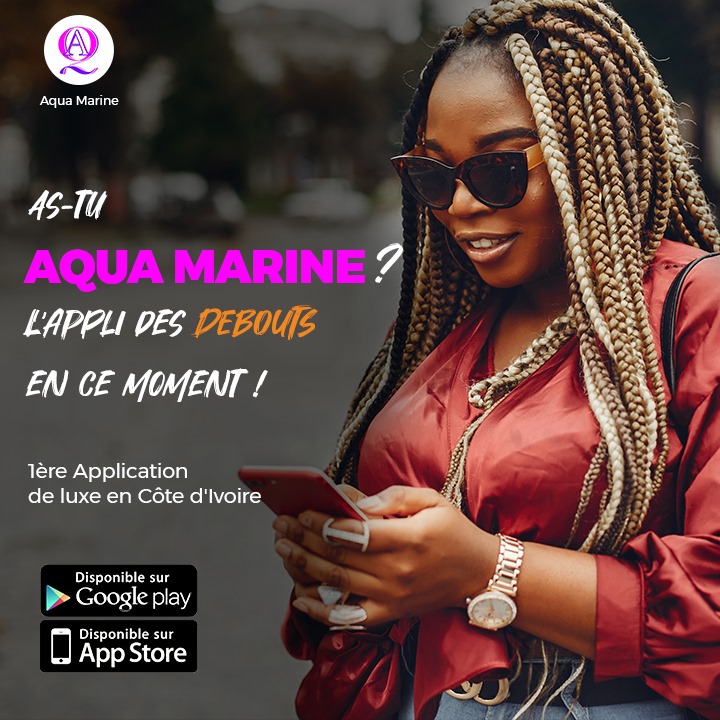 AQ
Aqua Marine
AS-TU
AQUA MARINE ?
L'APPLI DES DEBOUTS
EN CE MOMENT !
1ère Application
de luxe en Côte d'Ivoire
Disponible sur
Google play
Disponible sur
App Store